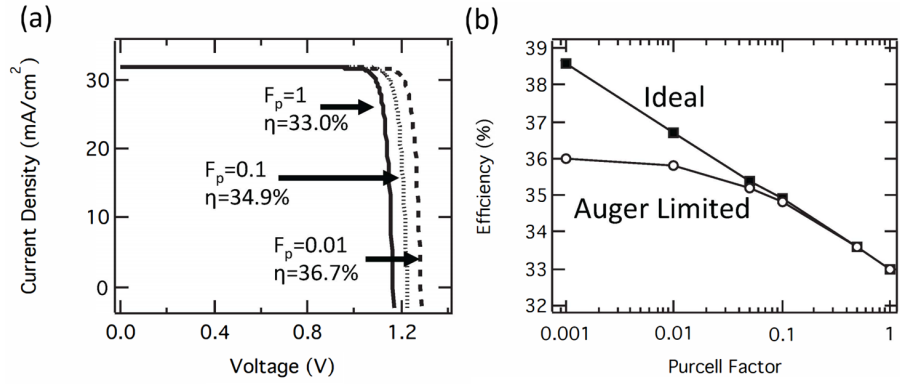 (a)
Current Density (mA/cm²)
30
20
10
0
F_p=1
η=33.0%
F_p=0.1
η=34.9%
F_p=0.01
η=36.7%
0.0
0.4
0.8
1.2
Voltage (V)
(b)
Efficiency (%)
39
38
37
36
35
34
33
32
Ideal
Auger Limited
0.001
0.01
0.1
1
Purcell Factor